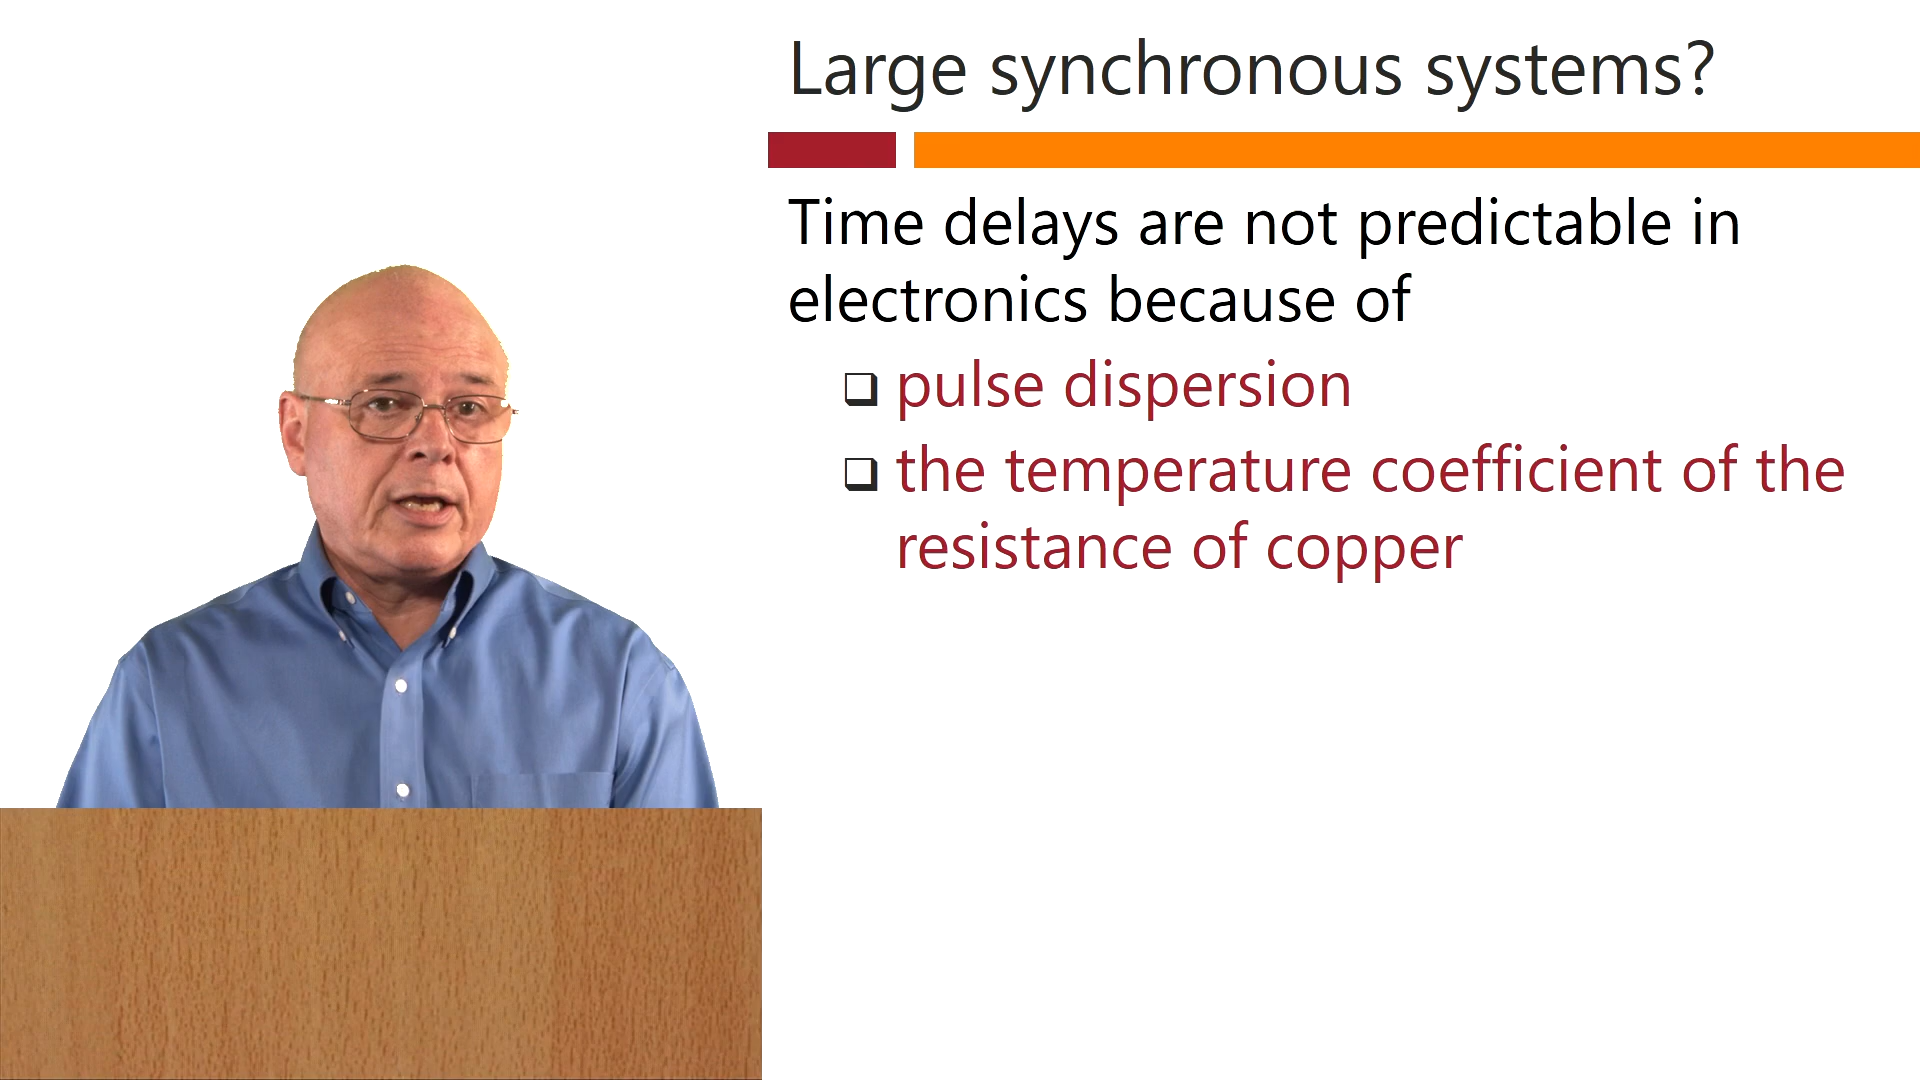 Large synchronous systems?
Time delays are not predictable in
electronics because of
pulse dispersion
the temperature coefficient of the
resistance of copper